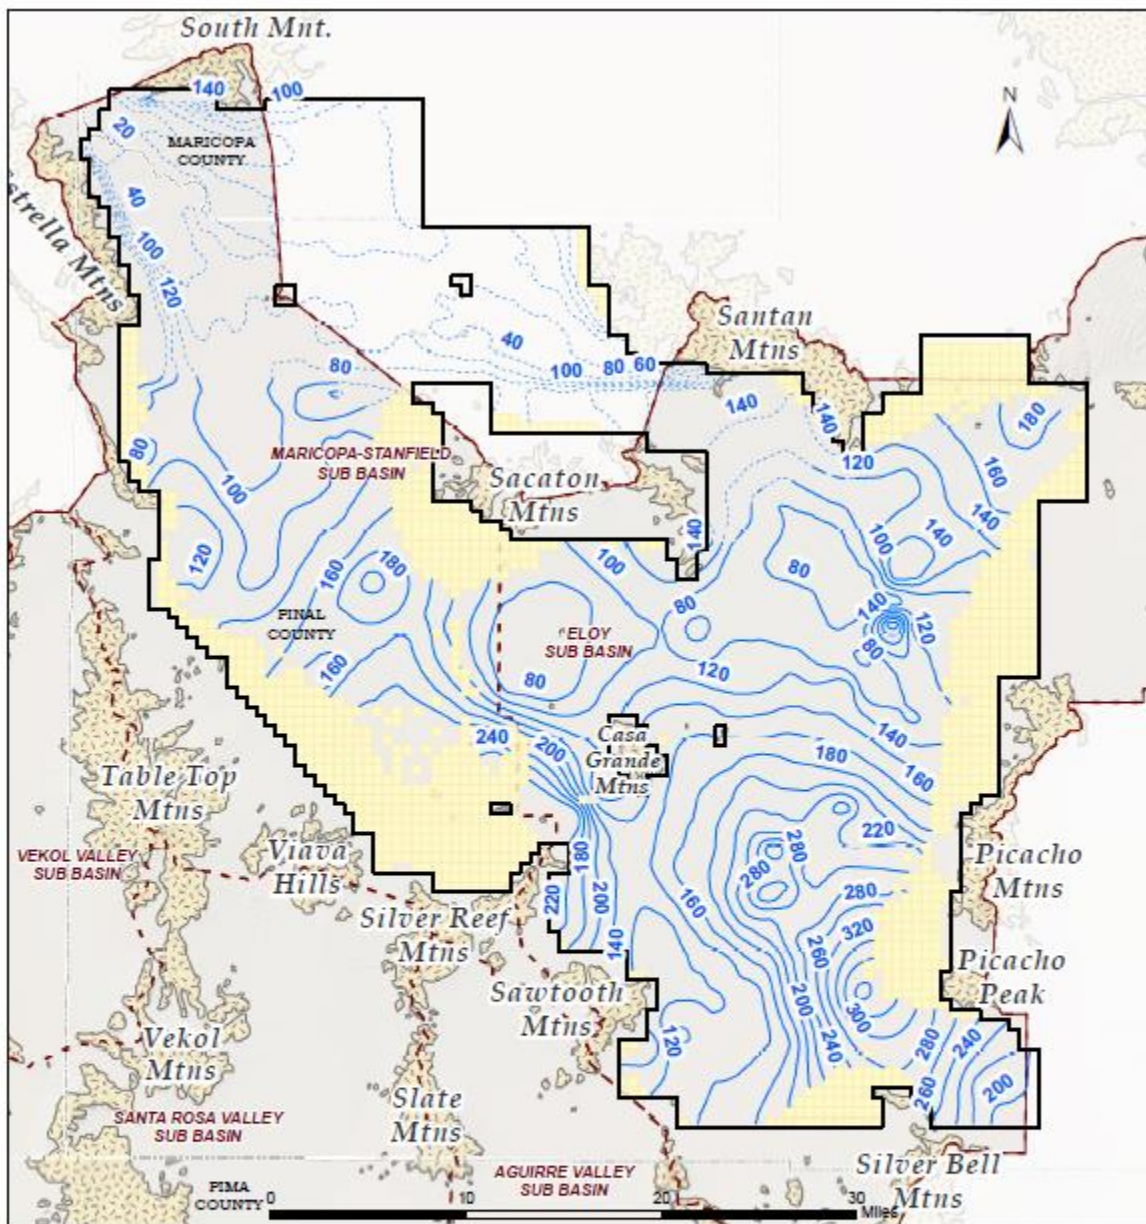 South Mnt.
140
100
N
20
MARICOPA
COUNTY
40
strella Mtns
100
120
Santan
Mtns
40
100
80
60
80
140
140
180
80
MARICOPA-STANFIELD
SUB BASIN
120
160
100
Sacaton
Mtns
140
140
100
140
120
160
180
100
80
80
140
120
PINAL
COUNTY
ELOY
SUB BASIN
80
160
80
120
240
200
Casa
Grande
Mtns
140
180
160
Table Top
Mtns
220
VEKOL VALLEY
SUB BASIN
Viava
Hills
180
280
280
Picacho
Mtns
220
200
160
280
Silver Reef
Mtns
140
320
260
Picacho
Peak
Sawtooth
Mtns
200
300
Vekol
Mtns
120
240
280
240
260
200
Slate
Mtns
SANTA ROSA VALLEY
SUB BASIN
AGUIRRE VALLEY
SUB BASIN
Silver Bell
Mtns
PIMA
COUNTY
0
10
20
30
Miles